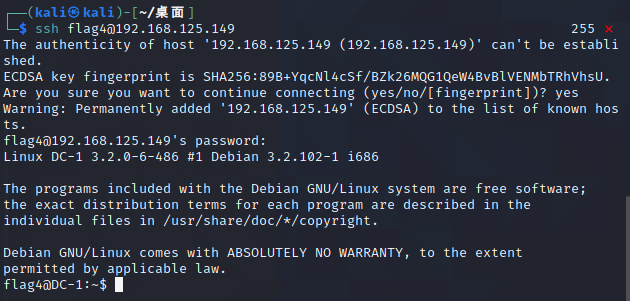 ┌──(kali㉿kali)-[~/桌面]
└─$ ssh flag4@192.168.125.149 255 ⨯
The authenticity of host '192.168.125.149 (192.168.125.149)' can't be establi
shed.
ECDSA key fingerprint is SHA256:89B+YqcNl4cSf/BZk26MQG1QeW4BvBlVENMbTRhVhsU.
Are you sure you want to continue connecting (yes/no/[fingerprint])? yes
Warning: Permanently added '192.168.125.149' (ECDSA) to the list of known hos
ts.
flag4@192.168.125.149's password:
Linux DC-1 3.2.0-6-486 #1 Debian 3.2.102-1 i686
The programs included with the Debian GNU/Linux system are free software;
the exact distribution terms for each program are described in the
individual files in /usr/share/doc/*/copyright.
Debian GNU/Linux comes with ABSOLUTELY NO WARRANTY, to the extent
permitted by applicable law.
flag4@DC-1:~$